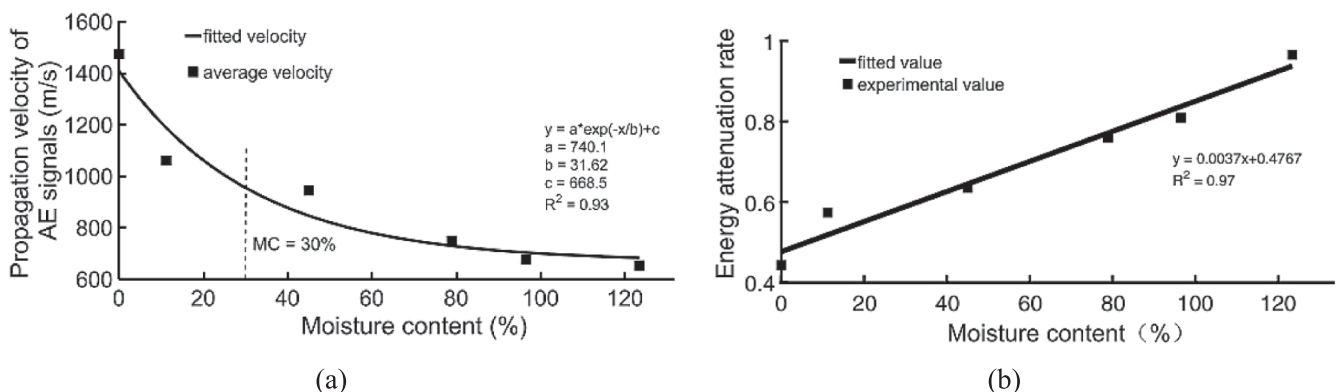 1600
1400
1200
1000
800
600
0
20
40
60
80
100
120
Propagation velocity of
AE signals (m/s)
fitted velocity
average velocity
y = a*exp(-x/b)+c
a = 740.1
b = 31.62
c = 668.5
R² = 0.93
MC = 30%
Moisture content (%)
(a)
1
0.8
0.6
0.4
0
20
40
60
80
100
120
Energy attenuation rate
fitted value
experimental value
y = 0.0037x+0.4767
R² = 0.97
Moisture content（%）
(b)